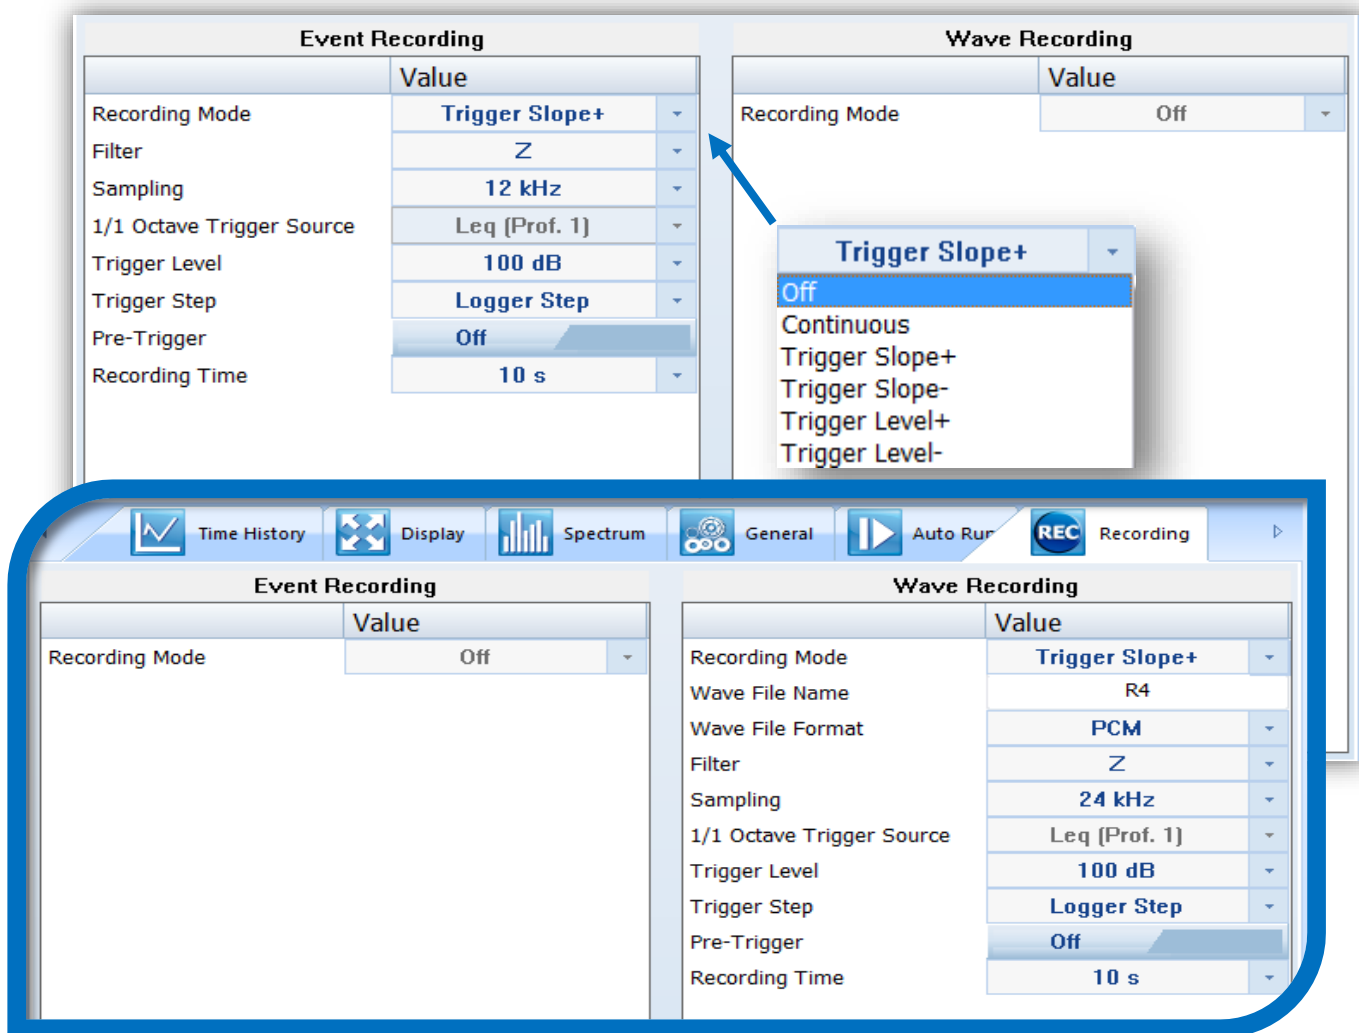 Event Recording
Wave Recording
Value
Value
Recording Mode Trigger Slope+
Recording Mode Off
Filter Z
Sampling 12 kHz
1/1 Octave Trigger Source Leq (Prof. 1)
Trigger Level 100 dB
Trigger Step Logger Step
Pre-Trigger Off
Recording Time 10 s
Trigger Slope+
Off
Continuous
Trigger Slope+
Trigger Slope-
Trigger Level+
Trigger Level-
Time History Display Spectrum General Auto Run REC Recording
Event Recording
Wave Recording
Value
Value
Recording Mode Off
Recording Mode Trigger Slope+
Wave File Name R4
Wave File Format PCM
Filter Z
Sampling 24 kHz
1/1 Octave Trigger Source Leq (Prof. 1)
Trigger Level 100 dB
Trigger Step Logger Step
Pre-Trigger Off
Recording Time 10 s